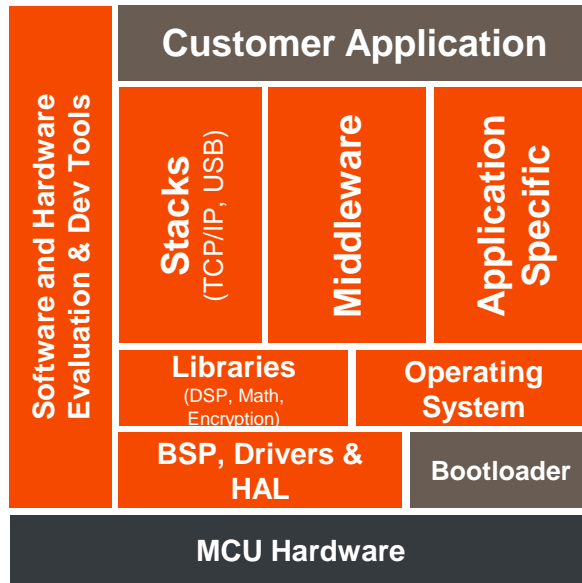 Customer Application
Software and Hardware
Evaluation & Dev Tools
Stacks
(TCP/IP, USB)
Middleware
Application
Specific
Libraries
(DSP, Math,
Encryption)
Operating
System
BSP, Drivers &
HAL
Bootloader
MCU Hardware